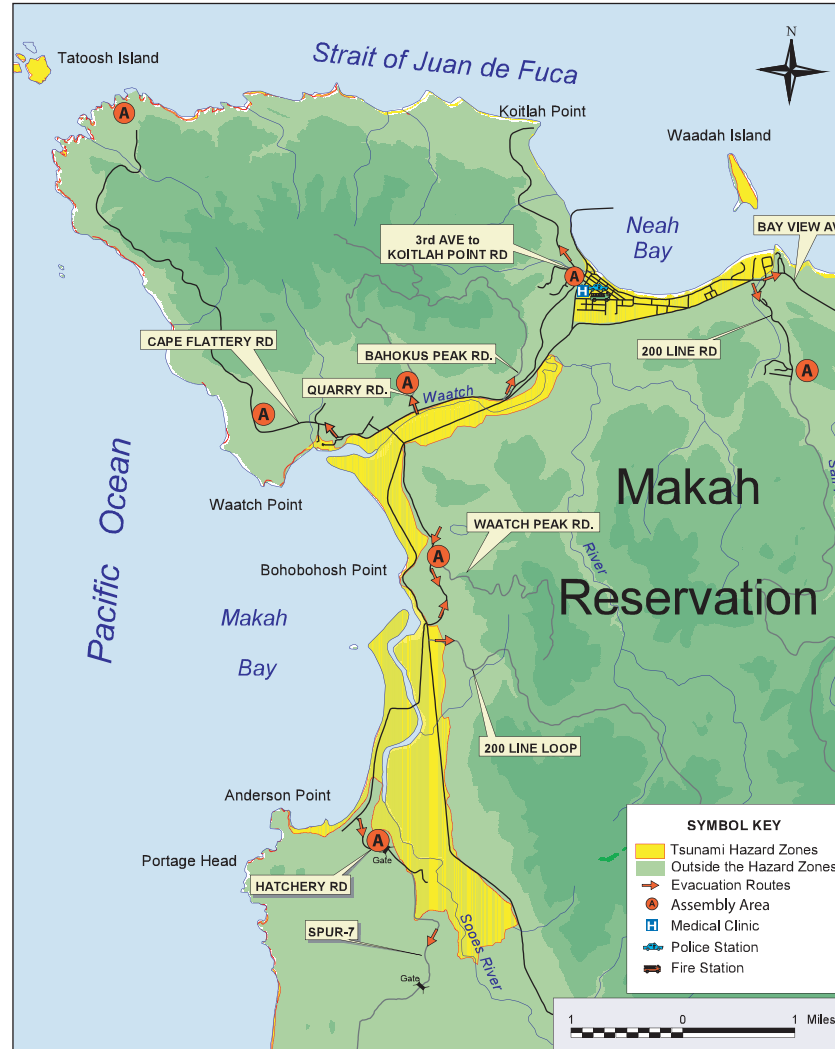 N
Tatoosh Island
Strait of Juan de Fuca
Koitlah Point
Waadah Island
Neah
Bay
BAY VIEW AV
3rd AVE to
KOITLAH POINT RD
A
A
H
CAPE FLATTERY RD
BAHOKUS PEAK RD.
200 LINE RD
QUARRY RD.
A
Waatch
A
A
Waatch Point
Pacific Ocean
Makah
Reservation
WAATCH PEAK RD.
River
A
Bohobohosh Point
Makah
Bay
200 LINE LOOP
Anderson Point
Portage Head
A
Gate
HATCHERY RD
SPUR-7
Sooes River
Gate
SYMBOL KEY
Tsunami Hazard Zones
Outside the Hazard Zones
Evacuation Routes
A Assembly Area
H Medical Clinic
Police Station
Fire Station
1 0 1 Miles